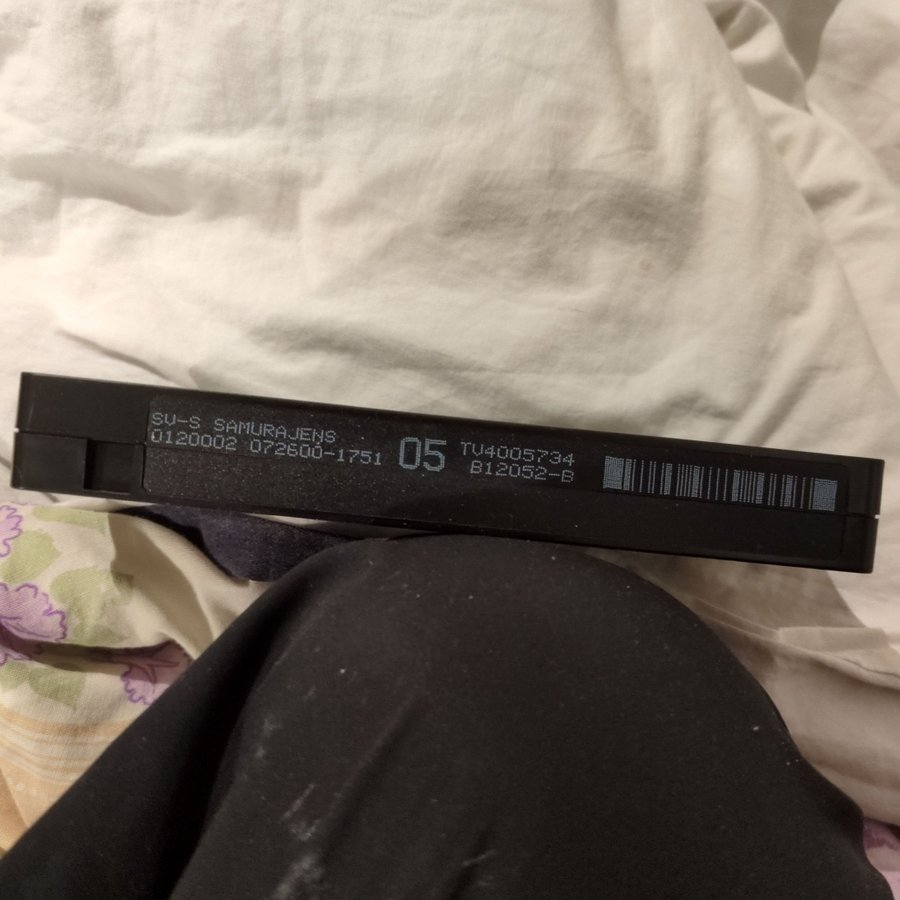 SV-S SAMURAJENS
0120002 072600-1751
05
TV4005734
B12052-B